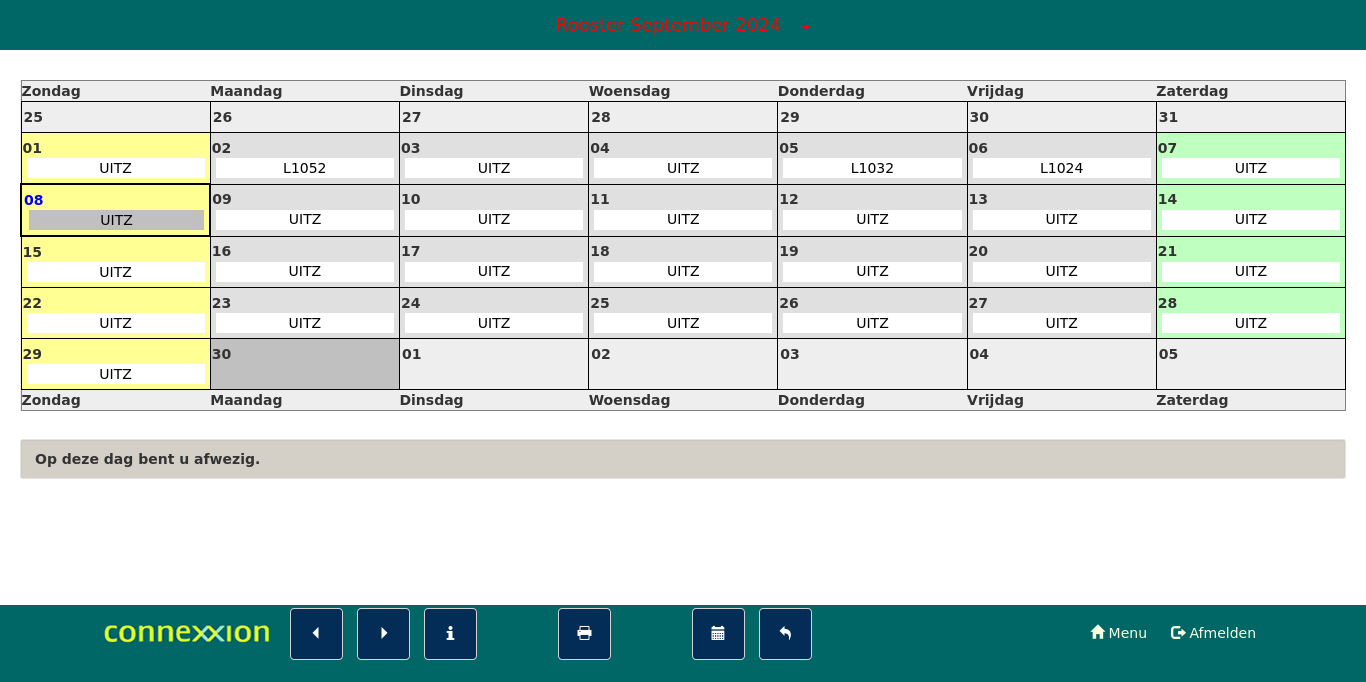 Rooster September 2024
Zondag Maandag Dinsdag Woensdag Donderdag Vrijdag Zaterdag
25 26 27 28 29 30 31
01 02 03 04 05 06 07
UITZ L1052 UITZ UITZ L1032 L1024 UITZ
08 09 10 11 12 13 14
UITZ UITZ UITZ UITZ UITZ UITZ UITZ
15 16 17 18 19 20 21
UITZ UITZ UITZ UITZ UITZ UITZ UITZ
22 23 24 25 26 27 28
UITZ UITZ UITZ UITZ UITZ UITZ UITZ
29 30 01 02 03 04 05
UITZ
Zondag Maandag Dinsdag Woensdag Donderdag Vrijdag Zaterdag
Op deze dag bent u afwezig.
connexxion Menu Afmelden